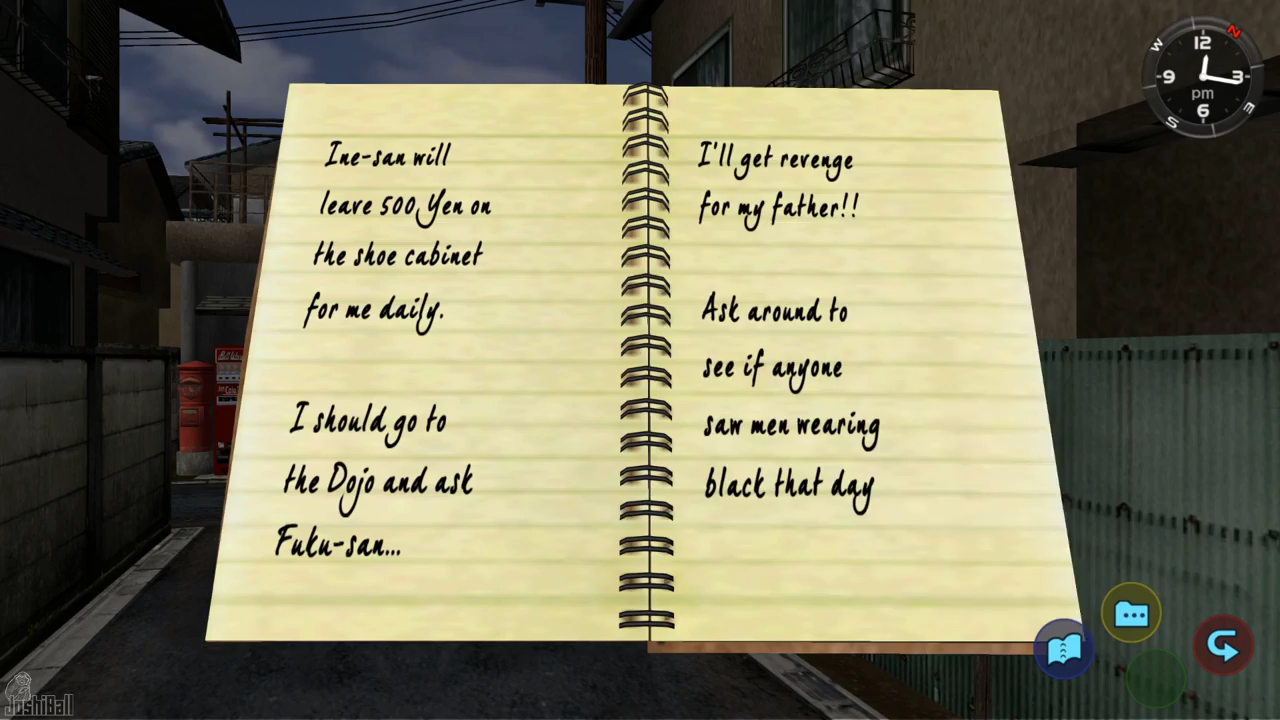 Ine-san will
leave 500 Yen on
the shoe cabinet
for me daily.
I should go to
the Dojo and ask
Fuku-san...
I'll get revenge
for my father!!
Ask around to
see if anyone
saw men wearing
black that day
N
W
12
9
3
pm
6
S
E
JoshiBall